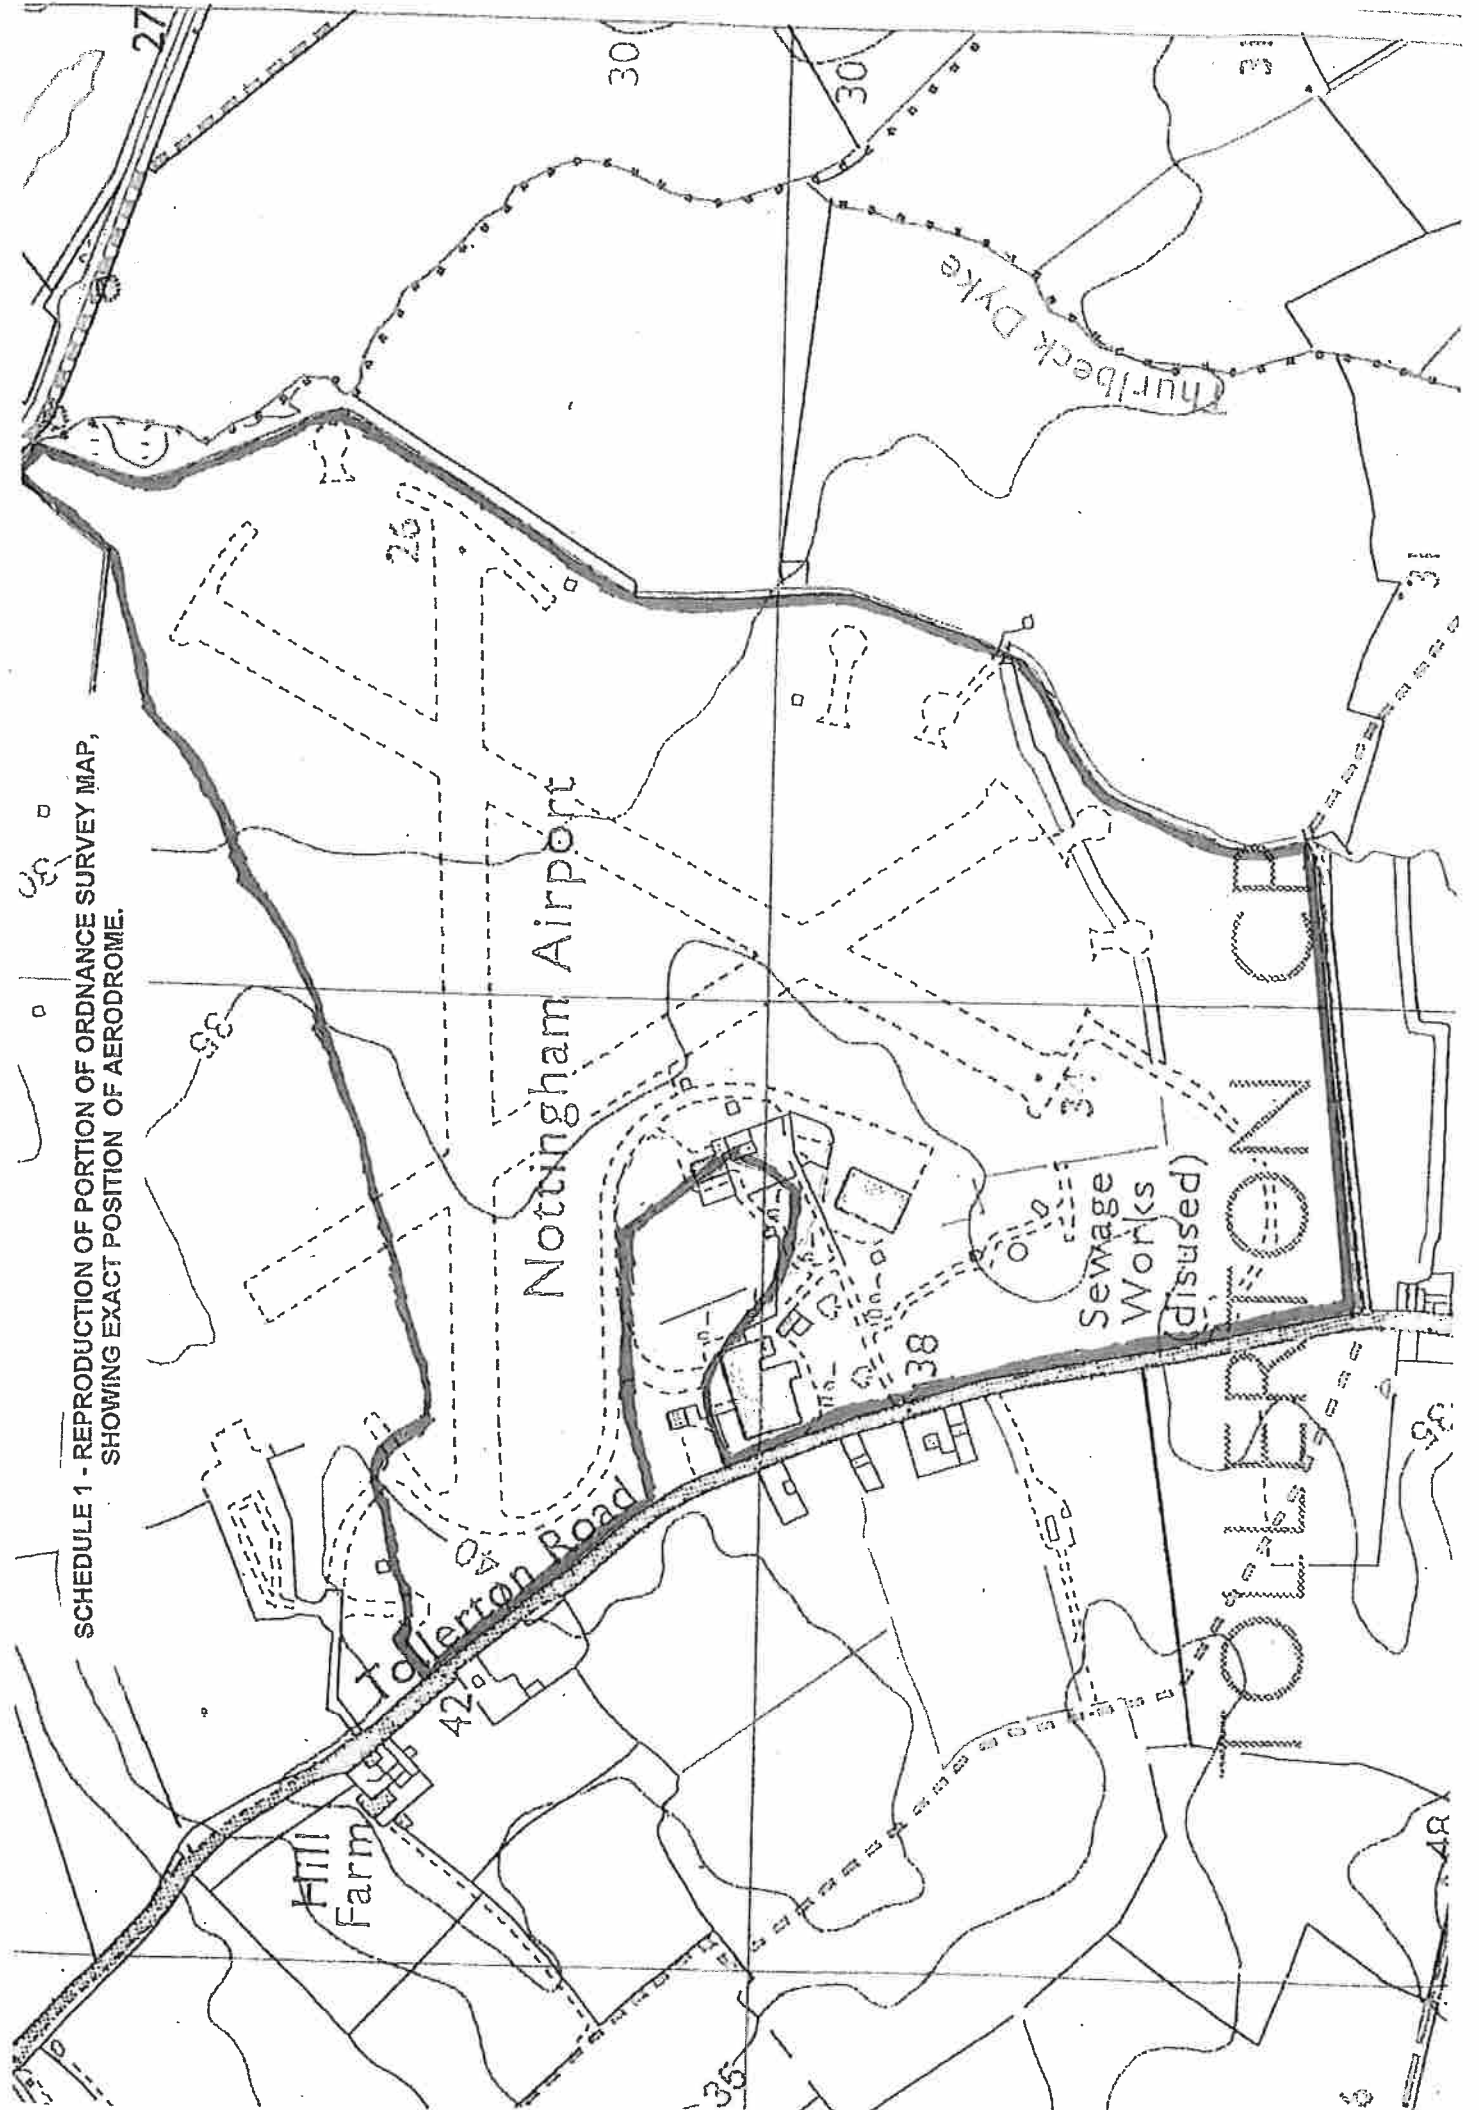 SCHEDULE 1 - REPRODUCTION OF PORTION OF ORDNANCE SURVEY MAP,
SHOWING EXACT POSITION OF AERODROME.
27
30
30
31
31
26
35
40
42
38
34
36
48
Nottingham Airport
Tollerton Road
Hill
Farm
Thurlbeck Dyke
Sewage
Works
(disused)
TOLLERTON CP